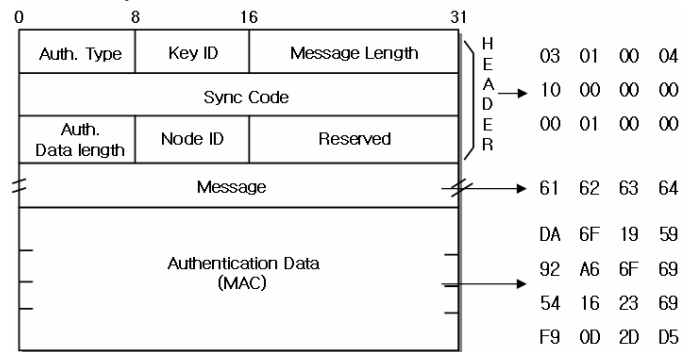 0 8 16 31
Auth. Type Key ID Message Length
Sync Code
Auth.
Data length Node ID Reserved
Message
Authentication Data
(MAC)
HEADER
03 01 00 04
10 00 00 00
00 01 00 00
61 62 63 64
DA 6F 19 59
92 A6 6F 69
54 16 23 69
F9 0D 2D D5